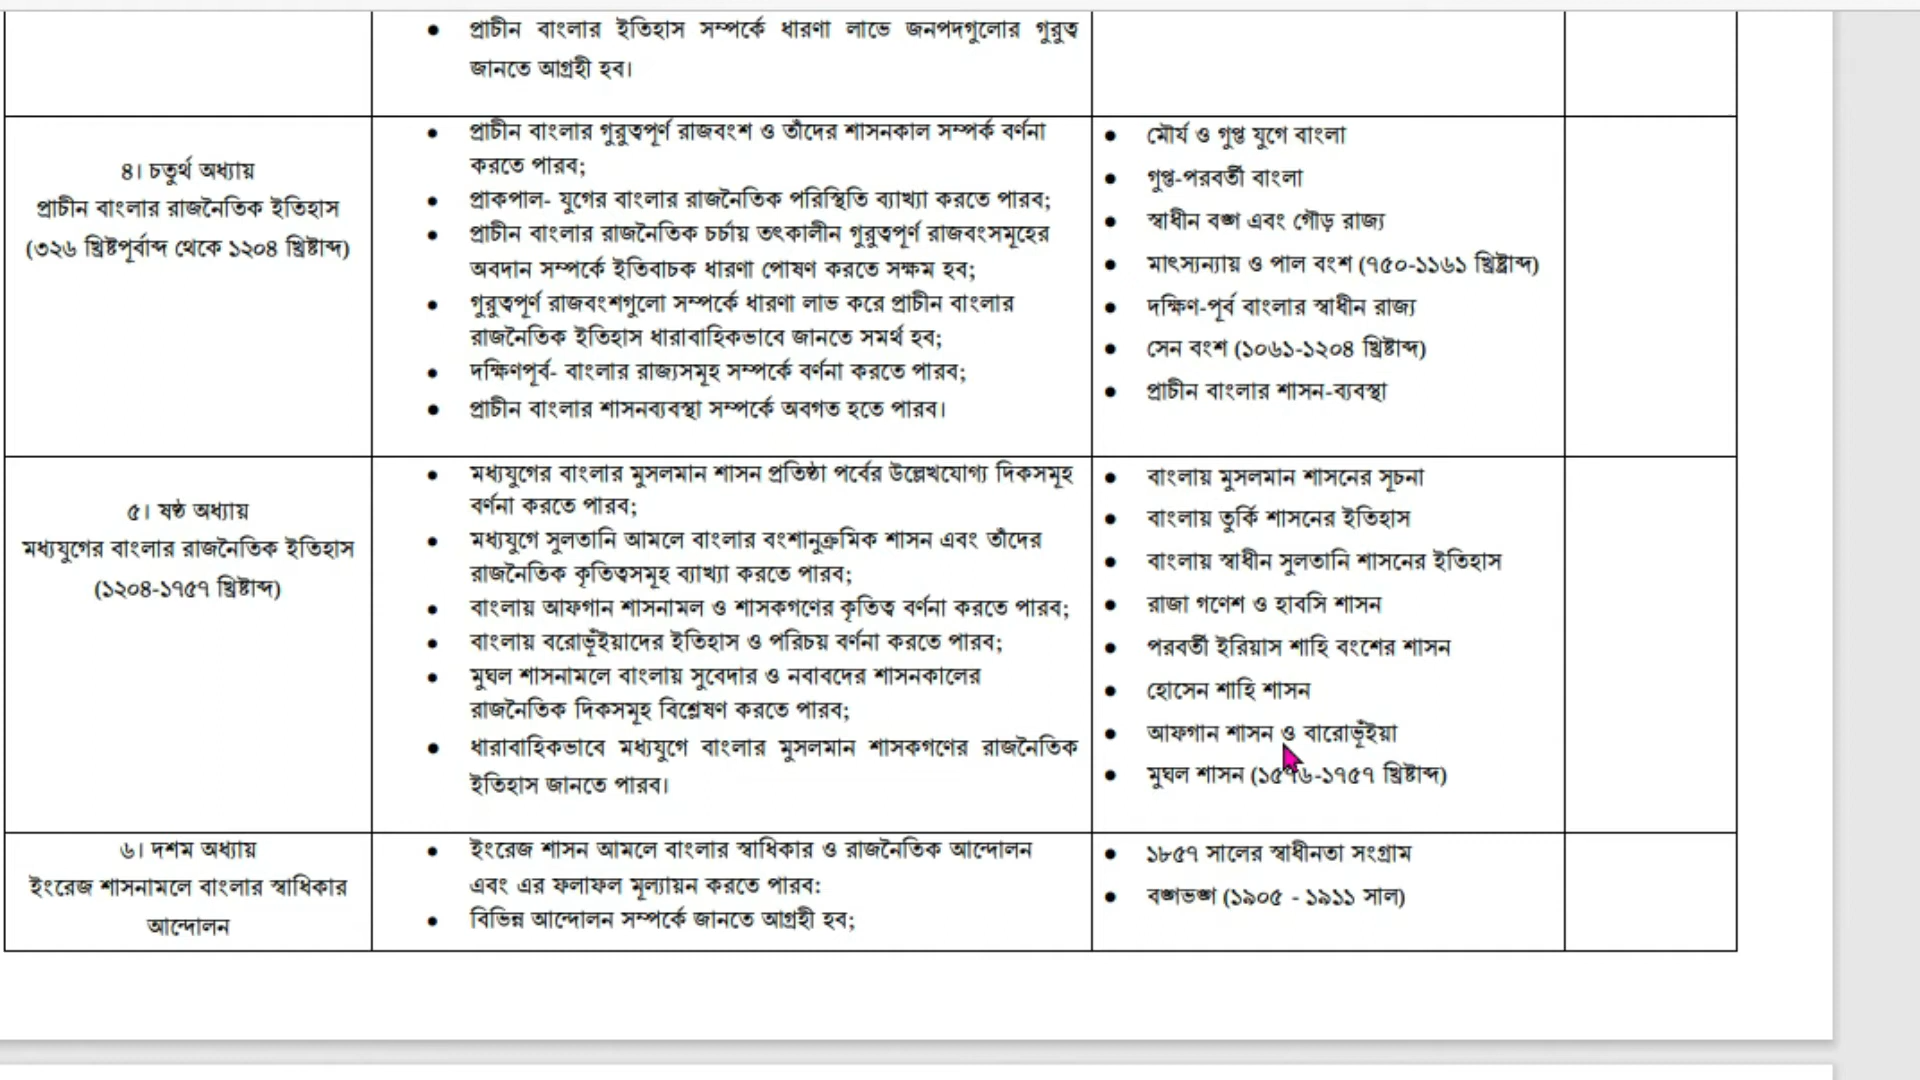 প্রাচীন বাংলার ইতিহাস সম্পর্কে ধারণা লাভে জনপদগুলোর গুরুত্ব
জানতে আগ্রহী হব।
৪। চতুর্থ অধ্যায়
প্রাচীন বাংলার রাজনৈতিক ইতিহাস
(৩২৬ খ্রিষ্টপূর্বাব্দ থেকে ১২০৪ খ্রিষ্টাব্দ)
প্রাচীন বাংলার গুরুত্বপূর্ণ রাজবংশ ও তাঁদের শাসনকাল সম্পর্ক বর্ণনা
করতে পারব;
প্রাকপাল- যুগের বাংলার রাজনৈতিক পরিস্থিতি ব্যাখ্যা করতে পারব;
প্রাচীন বাংলার রাজনৈতিক চর্চায় তৎকালীন গুরুত্বপূর্ণ রাজবংসমূহের
অবদান সম্পর্কে ইতিবাচক ধারণা পোষণ করতে সক্ষম হব;
গুরুত্বপূর্ণ রাজবংশগুলো সম্পর্কে ধারণা লাভ করে প্রাচীন বাংলার
রাজনৈতিক ইতিহাস ধারাবাহিকভাবে জানতে সমর্থ হব;
দক্ষিণপূর্ব- বাংলার রাজ্যসমূহ সম্পর্কে বর্ণনা করতে পারব;
প্রাচীন বাংলার শাসনব্যবস্থা সম্পর্কে অবগত হতে পারব।
মৌর্য ও গুপ্ত যুগে বাংলা
গুপ্ত-পরবর্তী বাংলা
স্বাধীন বঙ্গ এবং গৌড় রাজ্য
মাৎস্যন্যায় ও পাল বংশ (৭৫০-১১৬১ খ্রিষ্ট্রাব্দ)
দক্ষিণ-পূর্ব বাংলার স্বাধীন রাজ্য
সেন বংশ (১০৬১-১২০৪ খ্রিষ্টাব্দ)
প্রাচীন বাংলার শাসন-ব্যবস্থা
৫। ষষ্ঠ অধ্যায়
মধ্যযুগের বাংলার রাজনৈতিক ইতিহাস
(১২০৪-১৭৫৭ খ্রিষ্টাব্দ)
মধ্যযুগের বাংলার মুসলমান শাসন প্রতিষ্ঠা পর্বের উল্লেখযোগ্য দিকসমূহ
বর্ণনা করতে পারব;
মধ্যযুগে সুলতানি আমলে বাংলার বংশানুক্রমিক শাসন এবং তাঁদের
রাজনৈতিক কৃতিত্বসমূহ ব্যাখ্যা করতে পারব;
বাংলায় আফগান শাসনামল ও শাসকগণের কৃতিত্ব বর্ণনা করতে পারব;
বাংলায় বরোভূঁইয়াদের ইতিহাস ও পরিচয় বর্ণনা করতে পারব;
মুঘল শাসনামলে বাংলায় সুবেদার ও নবাবদের শাসনকালের
রাজনৈতিক দিকসমূহ বিশ্লেষণ করতে পারব;
ধারাবাহিকভাবে মধ্যযুগে বাংলার মুসলমান শাসকগণের রাজনৈতিক
ইতিহাস জানতে পারব।
বাংলায় মুসলমান শাসনের সূচনা
বাংলায় তুর্কি শাসনের ইতিহাস
বাংলায় স্বাধীন সুলতানি শাসনের ইতিহাস
রাজা গণেশ ও হাবসি শাসন
পরবর্তী ইরিয়াস শাহি বংশের শাসন
হোসেন শাহি শাসন
আফগান শাসন ও বারোভূঁইয়া
মুঘল শাসন (১৫৭৬-১৭৫৭ খ্রিষ্টাব্দ)
৬। দশম অধ্যায়
ইংরেজ শাসনামলে বাংলার স্বাধিকার
আন্দোলন
ইংরেজ শাসন আমলে বাংলার স্বাধিকার ও রাজনৈতিক আন্দোলন
এবং এর ফলাফল মূল্যায়ন করতে পারব:
বিভিন্ন আন্দোলন সম্পর্কে জানতে আগ্রহী হব;
১৮৫৭ সালের স্বাধীনতা সংগ্রাম
বঙ্গভঙ্গ (১৯০৫ - ১৯১১ সাল)